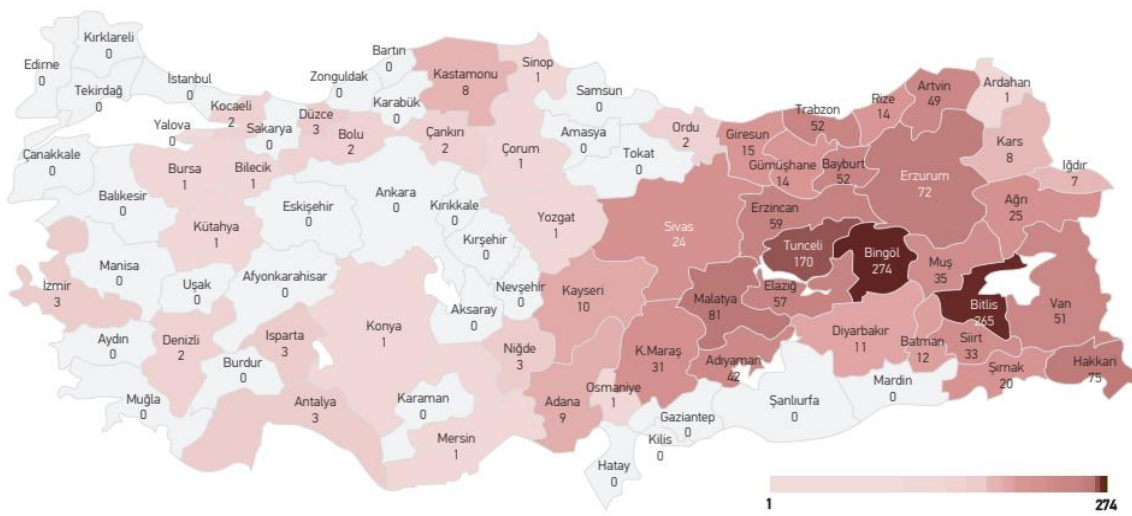 Kırklareli
0
Edirne
0
Tekirdağ
0
İstanbul
0
Kocaeli
2
Yalova
0
Sakarya
0
Düzce
3
Zonguldak
0
Bartın
0
Karabük
0
Kastamonu
8
Sinop
1
Samsun
0
Bolu
2
Çankırı
2
Çorum
1
Amasya
0
Tokat
0
Ordu
2
Giresun
15
Trabzon
52
Rize
14
Artvin
49
Ardahan
1
Gümüşhane
14
Bayburt
52
Erzurum
72
Kars
8
Iğdır
7
Ağrı
25
Çanakkale
0
Balıkesir
0
Bursa
1
Bilecik
1
Kütahya
1
Eskişehir
0
Ankara
0
Kırıkkale
0
Kırşehir
0
Yozgat
1
Sivas
24
Erzincan
59
Tunceli
170
Bingöl
274
Muş
35
Bitlis
265
Van
51
Manisa
0
İzmir
3
Uşak
0
Afyonkarahisar
0
Aksaray
0
Nevşehir
0
Kayseri
10
Malatya
81
Elazığ
57
Diyarbakır
11
Batman
12
Siirt
33
Şırnak
20
Hakkari
75
Aydın
0
Denizli
2
Isparta
3
Burdur
0
Konya
1
Niğde
3
K.Maraş
31
Adıyaman
42
Mardin
0
Şanlıurfa
0
Muğla
0
Antalya
3
Karaman
0
Mersin
1
Adana
9
Osmaniye
1
Gaziantep
0
Kilis
0
Hatay
0
1
274